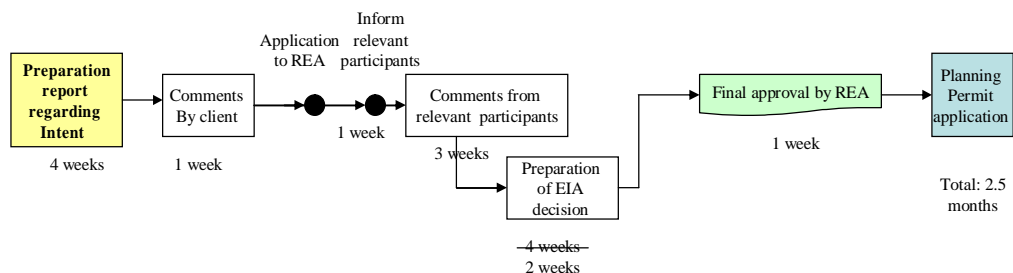 Preparation
report
regarding
Intent
4 weeks
Comments
By client
1 week
Application
to REA
Inform
relevant
participants
1 week
Comments from
relevant participants
3 weeks
Preparation
of EIA
decision
4 weeks
2 weeks
Final approval by REA
1 week
Planning
Permit
application
Total: 2.5
months